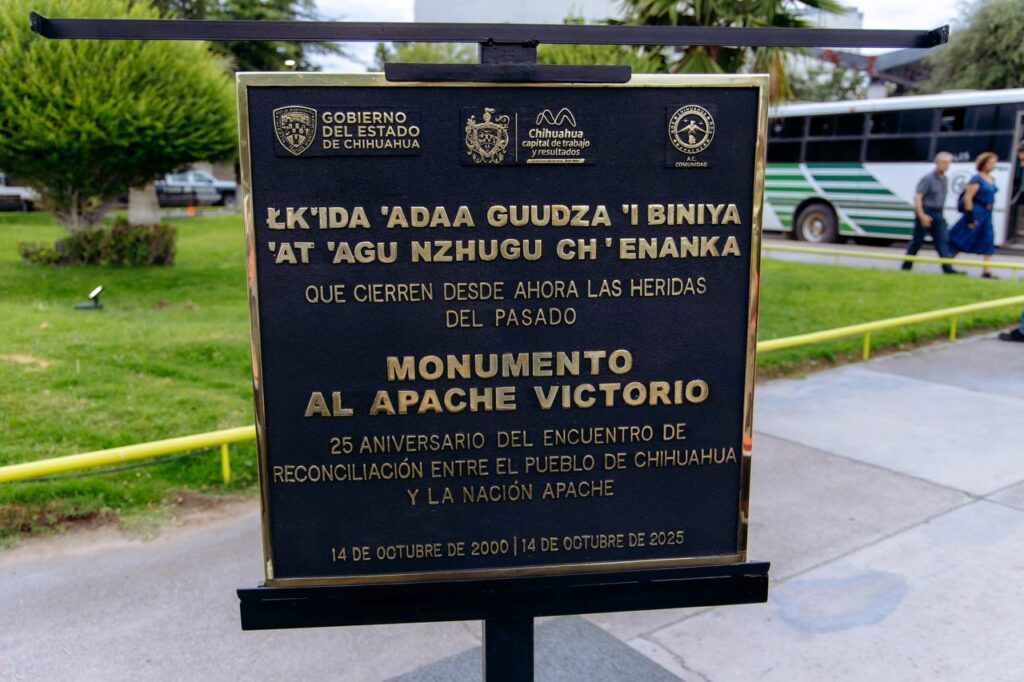 GOBIERNO
DEL ESTADO
DE CHIHUAHUA
Chihuahua
capital de trabajo
y resultados
A.C.
COMUNIDAD
ŁK'IDA 'ADAA GUUDZA 'I BINIYA
'AT 'AGU NZHUGU CH ' ENANKA
QUE CIERREN DESDE AHORA LAS HERIDAS
DEL PASADO
MONUMENTO
AL APACHE VICTORIO
25 ANIVERSARIO DEL ENCUENTRO DE
RECONCILIACIÓN ENTRE EL PUEBLO DE CHIHUAHUA
Y LA NACIÓN APACHE
14 DE OCTUBRE DE 2000 | 14 DE OCTUBRE DE 2025